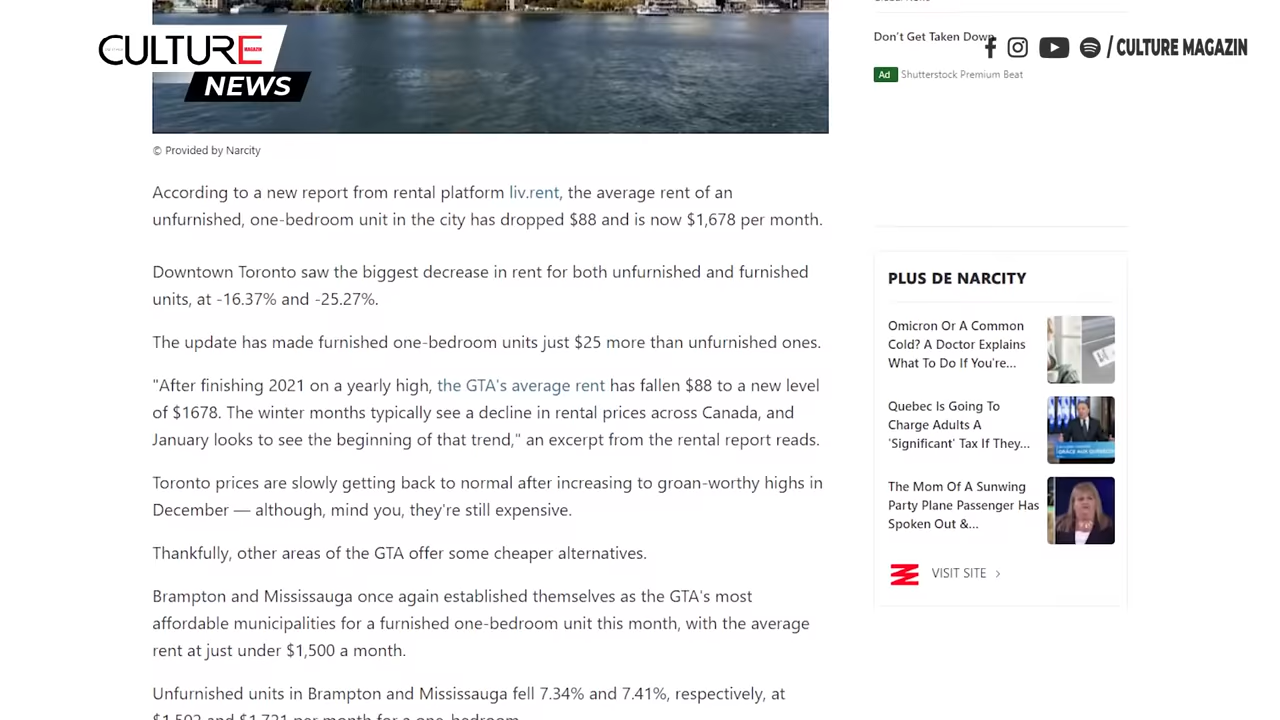 CULTURE
NEWS
Don't Get Taken Down
Ad Shutterstock Premium Beat
/ CULTURE MAGAZIN
© Provided by Narcity
According to a new report from rental platform liv.rent, the average rent of an
unfurnished, one-bedroom unit in the city has dropped $88 and is now $1,678 per month.
Downtown Toronto saw the biggest decrease in rent for both unfurnished and furnished
units, at -16.37% and -25.27%.
The update has made furnished one-bedroom units just $25 more than unfurnished ones.
"After finishing 2021 on a yearly high, the GTA's average rent has fallen $88 to a new level
of $1678. The winter months typically see a decline in rental prices across Canada, and
January looks to see the beginning of that trend," an excerpt from the rental report reads.
Toronto prices are slowly getting back to normal after increasing to groan-worthy highs in
December — although, mind you, they're still expensive.
Thankfully, other areas of the GTA offer some cheaper alternatives.
Brampton and Mississauga once again established themselves as the GTA's most
affordable municipalities for a furnished one-bedroom unit this month, with the average
rent at just under $1,500 a month.
Unfurnished units in Brampton and Mississauga fell 7.34% and 7.41%, respectively, at
$1,502 and $1,721 per month for a one-bedroom.
PLUS DE NARCITY
Omicron Or A Common
Cold? A Doctor Explains
What To Do If You're...
Quebec Is Going To
Charge Adults A
'Significant' Tax If They...
The Mom Of A Sunwing
Party Plane Passenger Has
Spoken Out &...
VISIT SITE